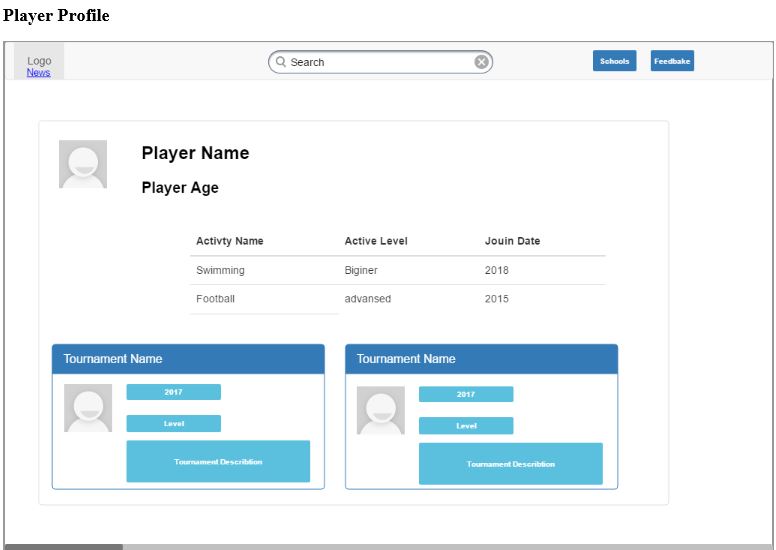 Player Profile
Logo
News
Search
Schools
Feedbake
Player Name
Player Age
Activty Name Active Level Jouin Date
Swimming Biginer 2018
Football advansed 2015
Tournament Name
2017
Level
Tournament Describtion
Tournament Name
2017
Level
Tournament Describtion